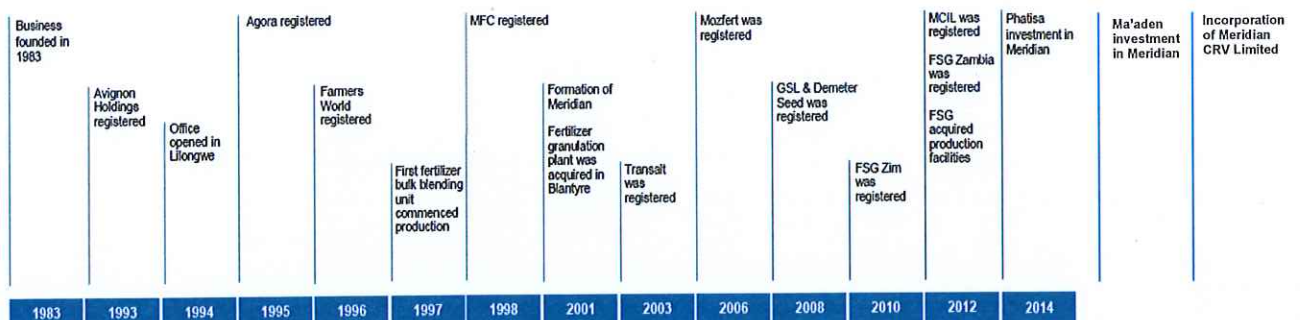 Business
founded in
1983
Avignon
Holdings
registered
Office
opened in
Lilongwe
Agora registered
Farmers
World
registered
First fertilizer
bulk blending
unit
commenced
production
MFC registered
Formation of
Meridian
Fertilizer
granulation
plant was
acquired in
Blantyre
Transalt
was
registered
Mozfert was
registered
GSL & Demeter
Seed was
registered
FSG Zim
was
registered
MCIL was
registered
FSG Zambia
was
registered
FSG
acquired
production
facilities
Phatisa
investment in
Meridian
Ma'aden
investment
in Meridian
Incorporation
of Meridian
CRV Limited
1983 1993 1994 1995 1996 1997 1998 2001 2003 2006 2008 2010 2012 2014